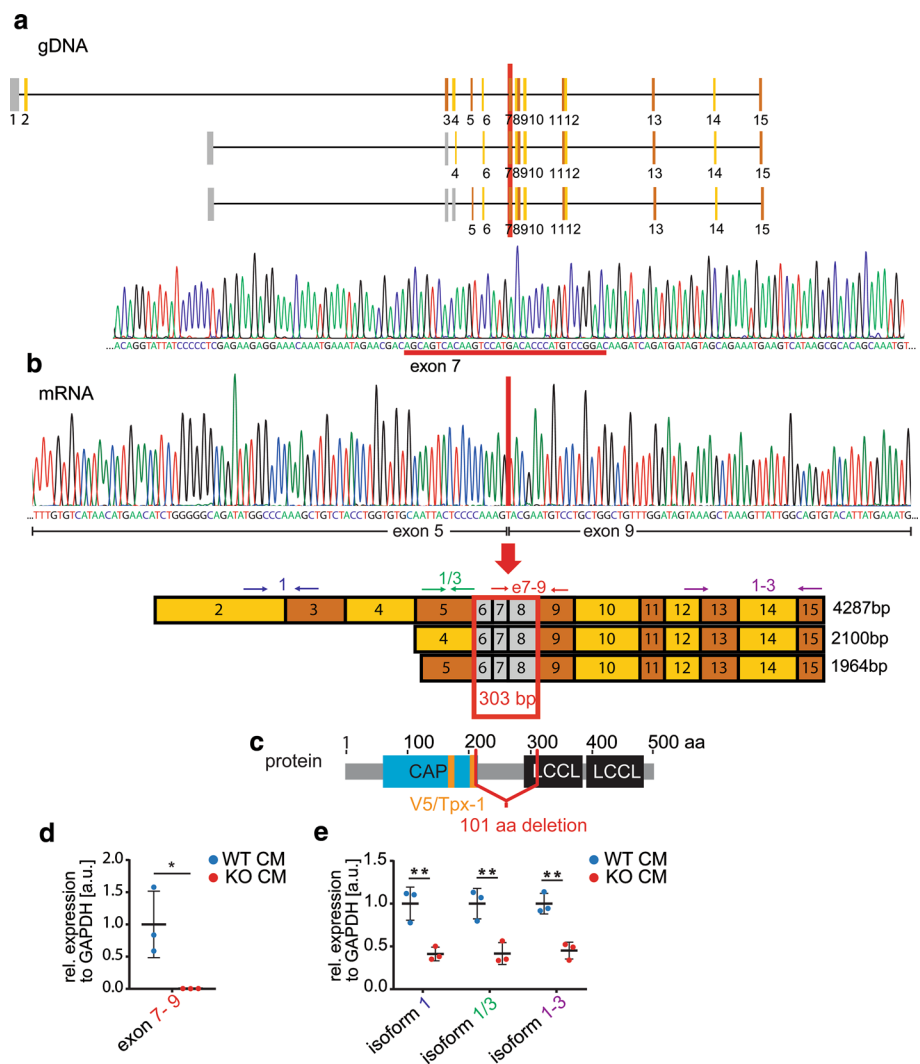 a
gDNA
1 2 3 4 5 6 7 8 9 10 11 12 13 14 15
4 6 7 8 9 10 11 12 13 14 15
5 6 7 8 9 10 11 12 13 14 15
...ACAGGTATTATCCCCCTCGAGAAGAGGAAACAAATGAAATAGAACGACAGCAGTCACAAGTCCATGACACCCATGTCCGGACAAGATCAGATGATAGTAGCAGAAATGAAGTCATAAGCGCACAGCAAATGT...
exon 7
b
mRNA
...TTTGTGTCATAACATGAACATCTGGGGGCAGATATGGCCCAAAGCTGTCTACCTGGTGTGCAATTACTCCCCAAAGTACGAATGTCCTGCTGGCTGTTTGGATAGTAAAGCTAAAGTTATTGGCAGTGTACATTATGAAATG...
exon 5 exon 9
1 1/3 e7-9 1-3
2 3 4 5 6 7 8 9 10 11 12 13 14 15 4287bp
4 6 7 8 9 10 11 12 13 14 15 2100bp
5 6 7 8 9 10 11 12 13 14 15 1964bp
303 bp
c
protein
1 100 200 300 400 500 aa
CAP LCCL LCCL
V5/Tpx-1
101 aa deletion
d
WT CM
KO CM
rel. expression
to GAPDH [a.u.]
2.0
1.5
1.0
0.5
0.0
*
exon 7- 9
e
WT CM
KO CM
rel. expression
to GAPDH [a.u.]
1.5
1.0
0.5
0.0
** ** **
isoform 1
isoform 1/3
isoform 1-3